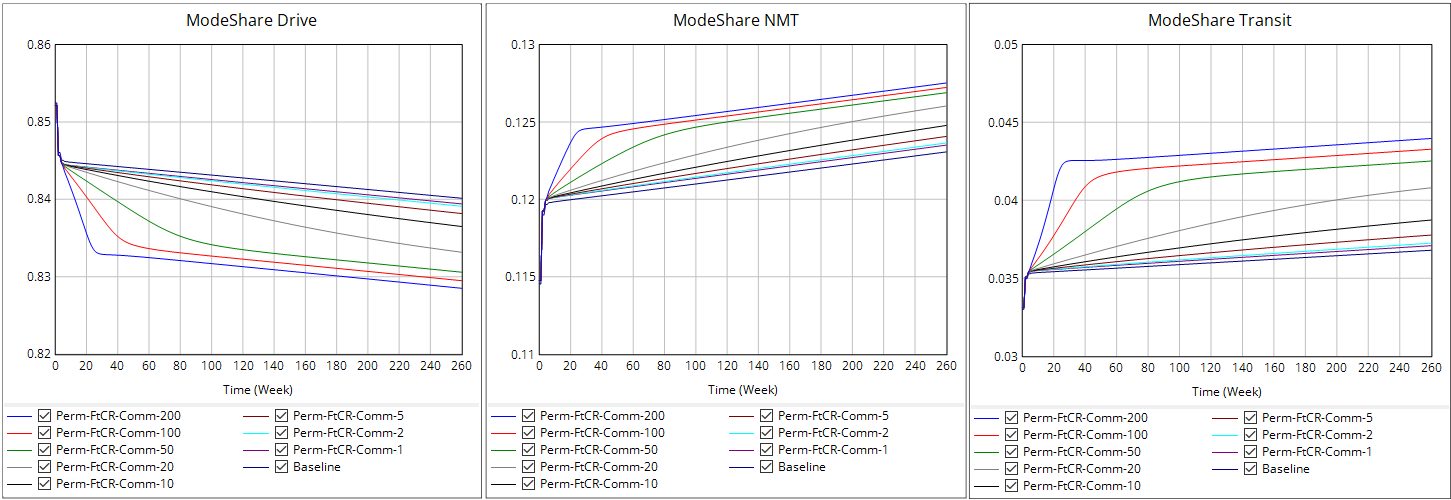 ModeShare Drive
0.86
0.85
0.84
0.83
0.82
0 20 40 60 80 100 120 140 160 180 200 220 240 260
Time (Week)
Perm-FtCR-Comm-200 Perm-FtCR-Comm-5
Perm-FtCR-Comm-100 Perm-FtCR-Comm-2
Perm-FtCR-Comm-50 Perm-FtCR-Comm-1
Perm-FtCR-Comm-20 Baseline
Perm-FtCR-Comm-10
ModeShare NMT
0.13
0.125
0.12
0.115
0.11
0 20 40 60 80 100 120 140 160 180 200 220 240 260
Time (Week)
Perm-FtCR-Comm-200 Perm-FtCR-Comm-5
Perm-FtCR-Comm-100 Perm-FtCR-Comm-2
Perm-FtCR-Comm-50 Perm-FtCR-Comm-1
Perm-FtCR-Comm-20 Baseline
Perm-FtCR-Comm-10
ModeShare Transit
0.05
0.045
0.04
0.035
0.03
0 20 40 60 80 100 120 140 160 180 200 220 240 260
Time (Week)
Perm-FtCR-Comm-200 Perm-FtCR-Comm-5
Perm-FtCR-Comm-100 Perm-FtCR-Comm-2
Perm-FtCR-Comm-50 Perm-FtCR-Comm-1
Perm-FtCR-Comm-20 Baseline
Perm-FtCR-Comm-10